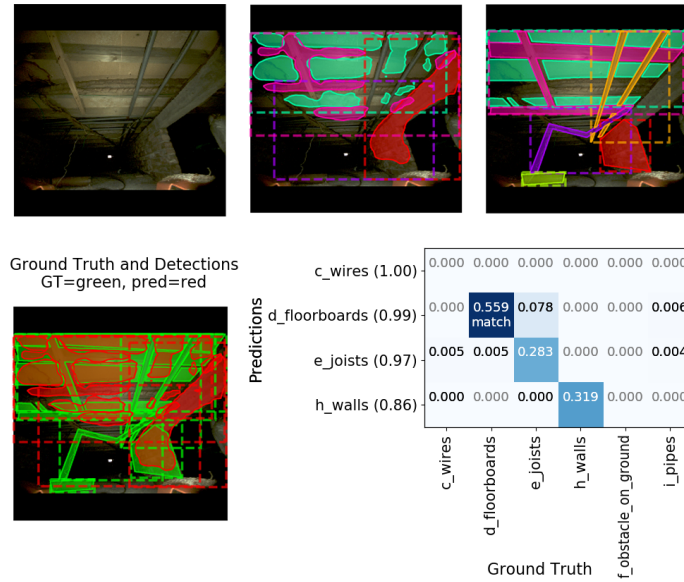 Ground Truth and Detections
GT=green, pred=red
Predictions
c_wires (1.00)
0.000 0.000 0.000 0.000 0.000 0.000
d_floorboards (0.99)
0.000 0.559 0.078 0.000 0.000 0.006
match
e_joists (0.97)
0.005 0.005 0.283 0.000 0.000 0.004
h_walls (0.86)
0.000 0.000 0.000 0.319 0.000 0.000
c_wires
d_floorboards
e_joists
h_walls
f_obstacle_on_ground
i_pipes
Ground Truth